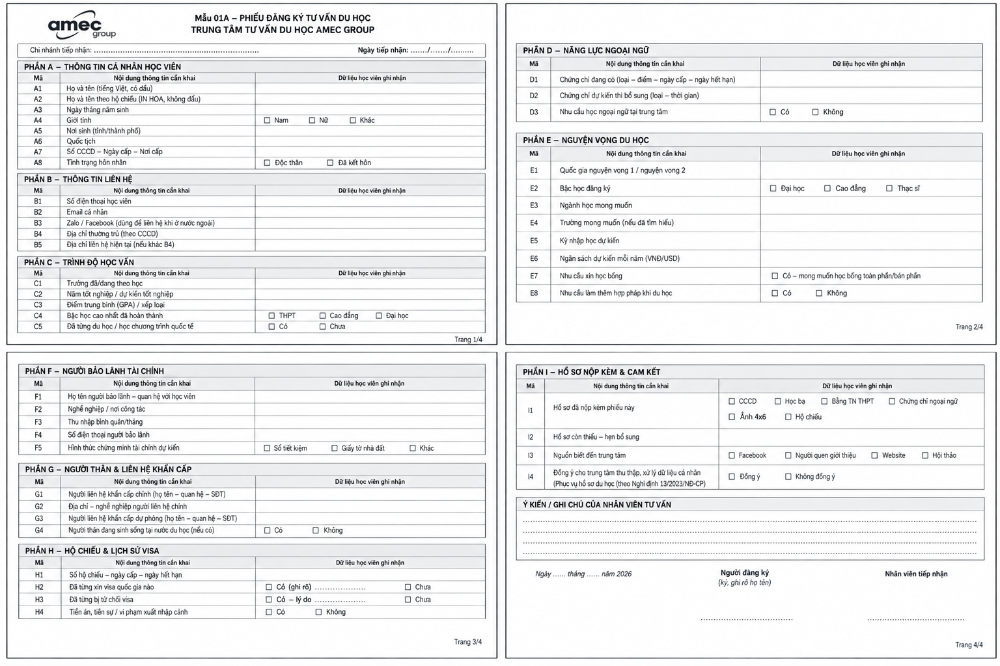 amec group
Mẫu 01A – PHIẾU ĐĂNG KÝ TƯ VẤN DU HỌC
TRUNG TÂM TƯ VẤN DU HỌC AMEC GROUP
Chi nhánh tiếp nhận: ............................................................ Ngày tiếp nhận: ......./......./..........
PHẦN A – THÔNG TIN CÁ NHÂN HỌC VIÊN
Mã Nội dung thông tin cần khai Dữ liệu học viên ghi nhận
A1 Họ và tên (tiếng Việt, có dấu)
A2 Họ và tên theo hộ chiếu (IN HOA, không dấu)
A3 Ngày tháng năm sinh
A4 Giới tính ☐ Nam ☐ Nữ ☐ Khác
A5 Nơi sinh (tỉnh/thành phố)
A6 Quốc tịch
A7 Số CCCD – Ngày cấp – Nơi cấp
A8 Tình trạng hôn nhân ☐ Độc thân ☐ Đã kết hôn
PHẦN B – THÔNG TIN LIÊN HỆ
Mã Nội dung thông tin cần khai Dữ liệu học viên ghi nhận
B1 Số điện thoại học viên
B2 Email cá nhân
B3 Zalo / Facebook (dùng để liên hệ khi ở nước ngoài)
B4 Địa chỉ thường trú (theo CCCD)
B5 Địa chỉ liên hệ hiện tại (nếu khác B4)
PHẦN C – TRÌNH ĐỘ HỌC VẤN
Mã Nội dung thông tin cần khai Dữ liệu học viên ghi nhận
C1 Trường đã/đang theo học
C2 Năm tốt nghiệp / dự kiến tốt nghiệp
C3 Điểm trung bình (GPA) / xếp loại
C4 Bậc học cao nhất đã hoàn thành ☐ THPT ☐ Cao đẳng ☐ Đại học
C5 Đã từng du học / học chương trình quốc tế ☐ Có ☐ Chưa
Trang 1/4
PHẦN D – NĂNG LỰC NGOẠI NGỮ
Mã Nội dung thông tin cần khai Dữ liệu học viên ghi nhận
D1 Chứng chỉ đang có (loại – điểm – ngày cấp – ngày hết hạn)
D2 Chứng chỉ dự kiến thi bổ sung (loại – thời gian)
D3 Nhu cầu học ngoại ngữ tại trung tâm ☐ Có ☐ Không
PHẦN E – NGUYỆN VỌNG DU HỌC
Mã Nội dung thông tin cần khai Dữ liệu học viên ghi nhận
E1 Quốc gia nguyện vọng 1 / nguyện vong 2
E2 Bậc học đăng ký ☐ Đại học ☐ Cao đẳng ☐ Thạc sĩ
E3 Ngành học mong muốn
E4 Trường mong muốn (nếu đã tìm hiểu)
E5 Kỳ nhập học dự kiến
E6 Ngân sách dự kiến mỗi năm (VNĐ/USD)
E7 Nhu cầu xin học bổng ☐ Có – mong muốn học bổng toàn phần/bán phần
E8 Nhu cầu làm thêm hợp pháp khi du học ☐ Có ☐ Không
Trang 2/4
PHẦN F – NGƯỜI BẢO LÃNH TÀI CHÍNH
Mã Nội dung thông tin cần khai Dữ liệu học viên ghi nhận
F1 Họ tên người bảo lãnh – quan hệ với học viên
F2 Nghề nghiệp / nơi công tác
F3 Thu nhập bình quân/tháng
F4 Số điện thoại người bảo lãnh
F5 Hình thức chứng minh tài chính dự kiến ☐ Sổ tiết kiệm ☐ Giấy tờ nhà đất ☐ Khác
PHẦN G – NGƯỜI THÂN & LIÊN HỆ KHẨN CẤP
Mã Nội dung thông tin cần khai Dữ liệu học viên ghi nhận
G1 Người liên hệ khẩn cấp chính (họ tên – quan hệ – SĐT)
G2 Địa chỉ – nghề nghiệp người liên hệ chính
G3 Người liên hệ khẩn cấp dự phòng (họ tên – quan hệ – SĐT)
G4 Người thân đang sinh sống tại nước du học (nếu có) ☐ Có ☐ Không
PHẦN H – HỘ CHIẾU & LỊCH SỬ VISA
Mã Nội dung thông tin cần khai Dữ liệu học viên ghi nhận
H1 Số hộ chiếu – ngày cấp – ngày hết hạn
H2 Đã từng xin visa quốc gia nào ☐ Có (ghi rõ) .................... ☐ Chưa
H3 Đã từng bị từ chối visa ☐ Có – lý do .................... ☐ Chưa
H4 Tiền án, tiền sự / vi phạm xuất nhập cảnh ☐ Có ☐ Không
Trang 3/4
PHẦN I – HỒ SƠ NỘP KÈM & CAM KẾT
Mã Nội dung thông tin cần khai Dữ liệu học viên ghi nhận
I1 Hồ sơ đã nộp kèm phiếu này ☐ CCCD ☐ Học bạ ☐ Bằng TN THPT ☐ Chứng chỉ ngoại ngữ
☐ Ảnh 4x6 ☐ Hộ chiếu
I2 Hồ sơ còn thiếu – hẹn bổ sung
I3 Nguồn biết đến trung tâm ☐ Facebook ☐ Người quen giới thiệu ☐ Website ☐ Hội thảo
I4 Đồng ý cho trung tâm thu thập, xử lý dữ liệu cá nhân ☐ Đồng ý ☐ Không đồng ý
(Phục vụ hồ sơ du học (theo Nghị định 13/2023/NĐ-CP)
Ý KIẾN / GHI CHÚ CỦA NHÂN VIÊN TƯ VẤN
Ngày ...... tháng ...... năm 2026 Người đăng ký Nhân viên tiếp nhận
(ký, ghi rõ họ tên)
Trang 4/4